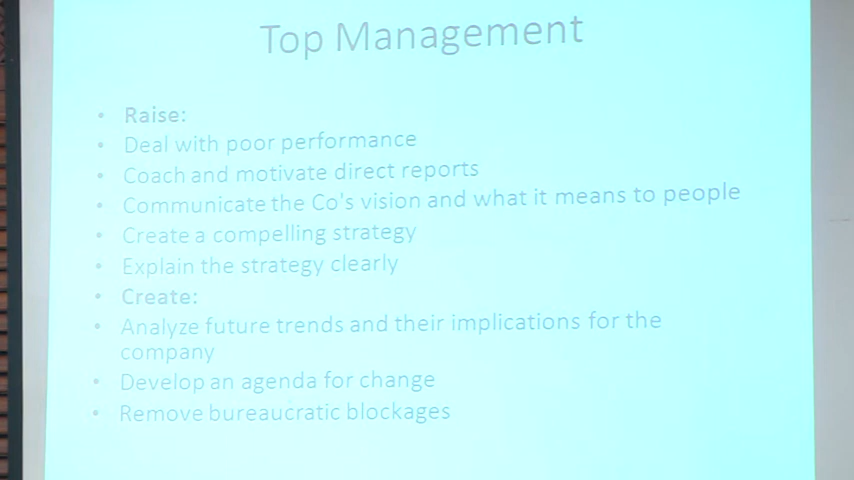 Top Management
• Raise:
• Deal with poor performance
• Coach and motivate direct reports
• Communicate the Co's vision and what it means to people
• Create a compelling strategy
• Explain the strategy clearly
• Create:
• Analyze future trends and their implications for the
company
• Develop an agenda for change
• Remove bureaucratic blockages